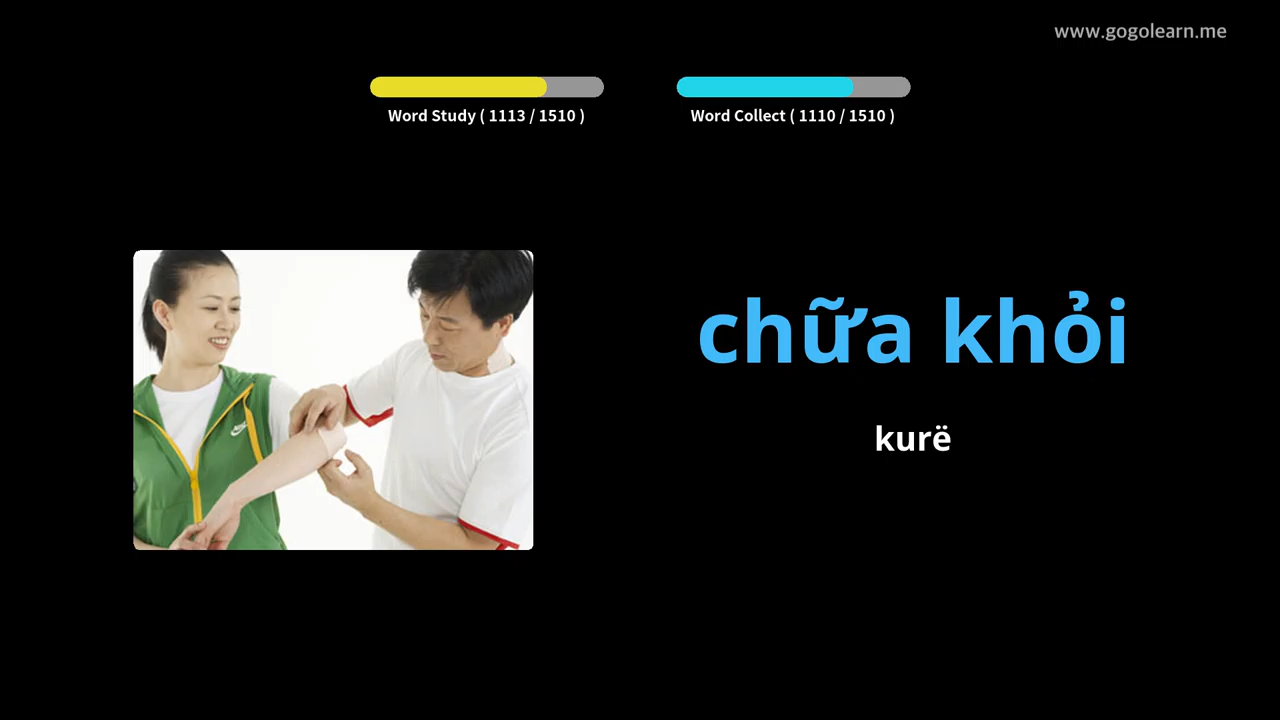 www.gogolearn.me
Word Study ( 1113 / 1510 )
Word Collect ( 1110 / 1510 )
chữa khỏi
kurë